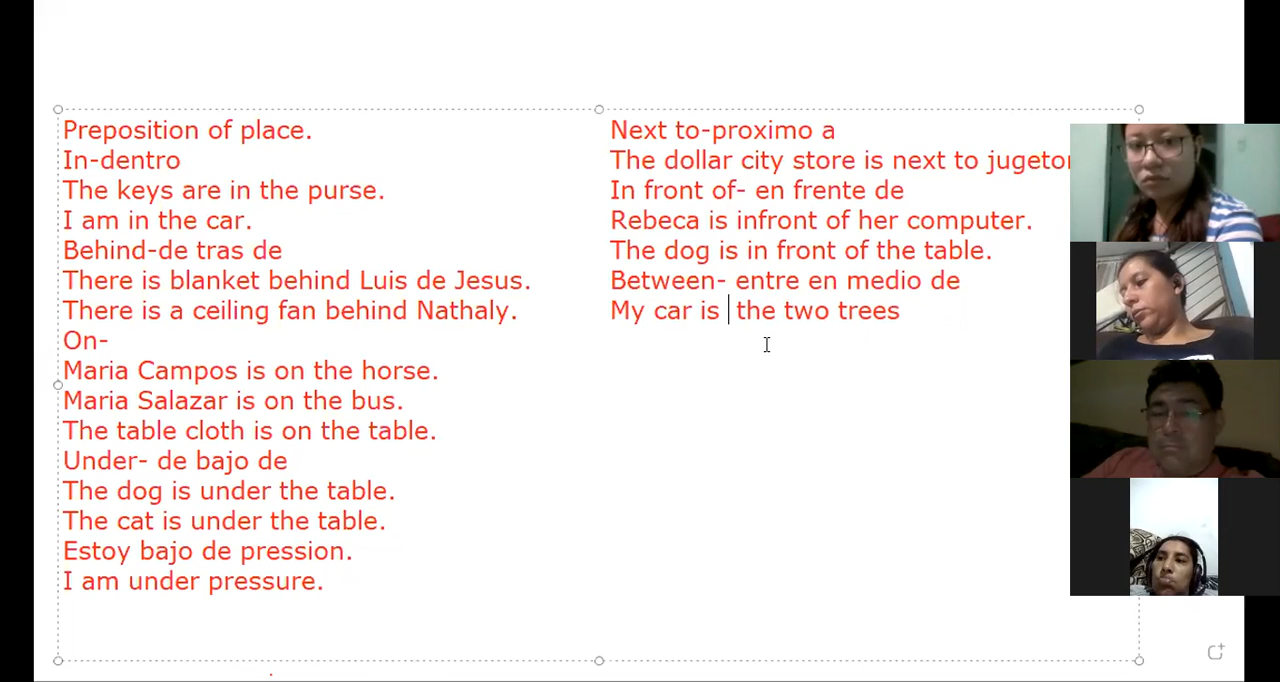 Preposition of place.
In-dentro
The keys are in the purse.
I am in the car.
Behind-de tras de
There is blanket behind Luis de Jesus.
There is a ceiling fan behind Nathaly.
On-
Maria Campos is on the horse.
Maria Salazar is on the bus.
The table cloth is on the table.
Under- de bajo de
The dog is under the table.
The cat is under the table.
Estoy bajo de pression.
I am under pressure.
Next to-proximo a
The dollar city store is next to
In front of- en frente de
Rebeca is infront of her computer.
The dog is in front of the table.
Between- entre en medio de
My car is the two trees